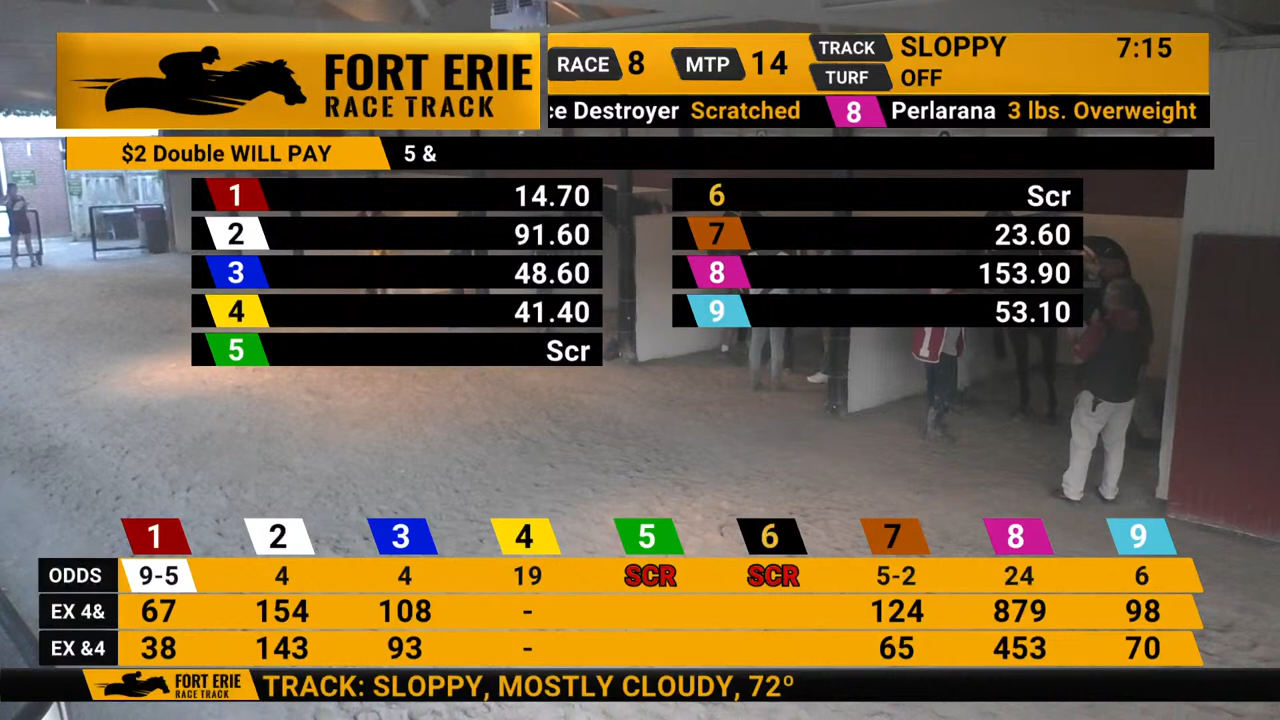 FORT ERIE
RACE TRACK
RACE 8 MTP 14 TRACK SLOPPY 7:15
TURF OFF
ce Destroyer Scratched 8 Perlarana 3 lbs. Overweight
$2 Double WILL PAY 5 &
1 14.70
2 91.60
3 48.60
4 41.40
5 Scr
6 Scr
7 23.60
8 153.90
9 53.10
1 2 3 4 5 6 7 8 9
ODDS 9-5 4 4 19 SCR SCR 5-2 24 6
EX 4& 67 154 108 - 124 879 98
EX &4 38 143 93 - 65 453 70
FORT ERIE
RACE TRACK
TRACK: SLOPPY, MOSTLY CLOUDY, 72º